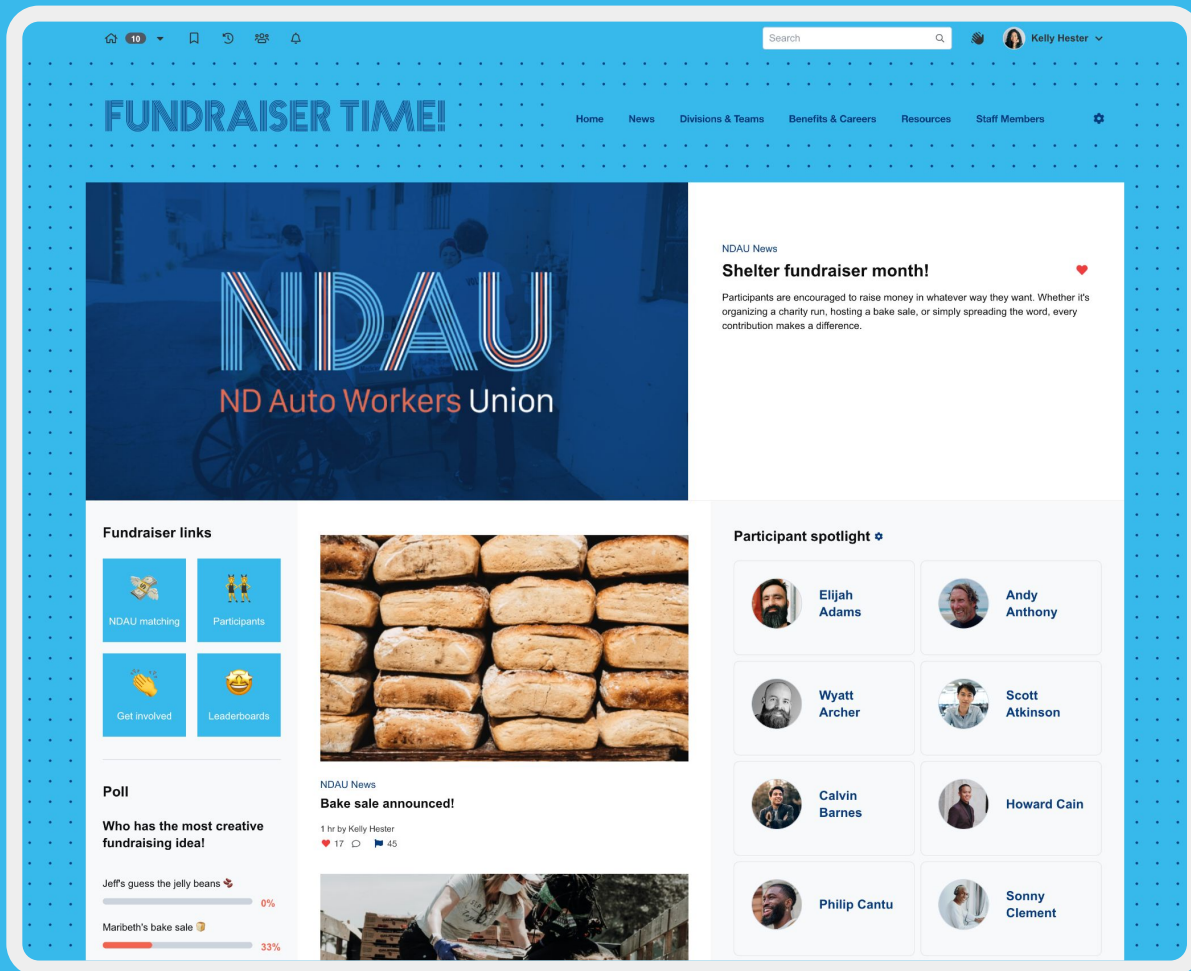 10
Search
Kelly Hester
FUNDRAISER TIME!
Home News Divisions & Teams Benefits & Careers Resources Staff Members
NDAU
ND Auto Workers Union
NDAU News
Shelter fundraiser month!
Participants are encouraged to raise money in whatever way they want. Whether it's
organizing a charity run, hosting a bake sale, or simply spreading the word, every
contribution makes a difference.
Fundraiser links
NDAU matching
Participants
Get involved
Leaderboards
Poll
Who has the most creative
fundraising idea!
Jeff's guess the jelly beans
0%
Maribeth's bake sale
33%
NDAU News
Bake sale announced!
1 hr by Kelly Hester
17 45
Participant spotlight
Elijah
Adams
Andy
Anthony
Wyatt
Archer
Scott
Atkinson
Calvin
Barnes
Howard Cain
Philip Cantu
Sonny
Clement